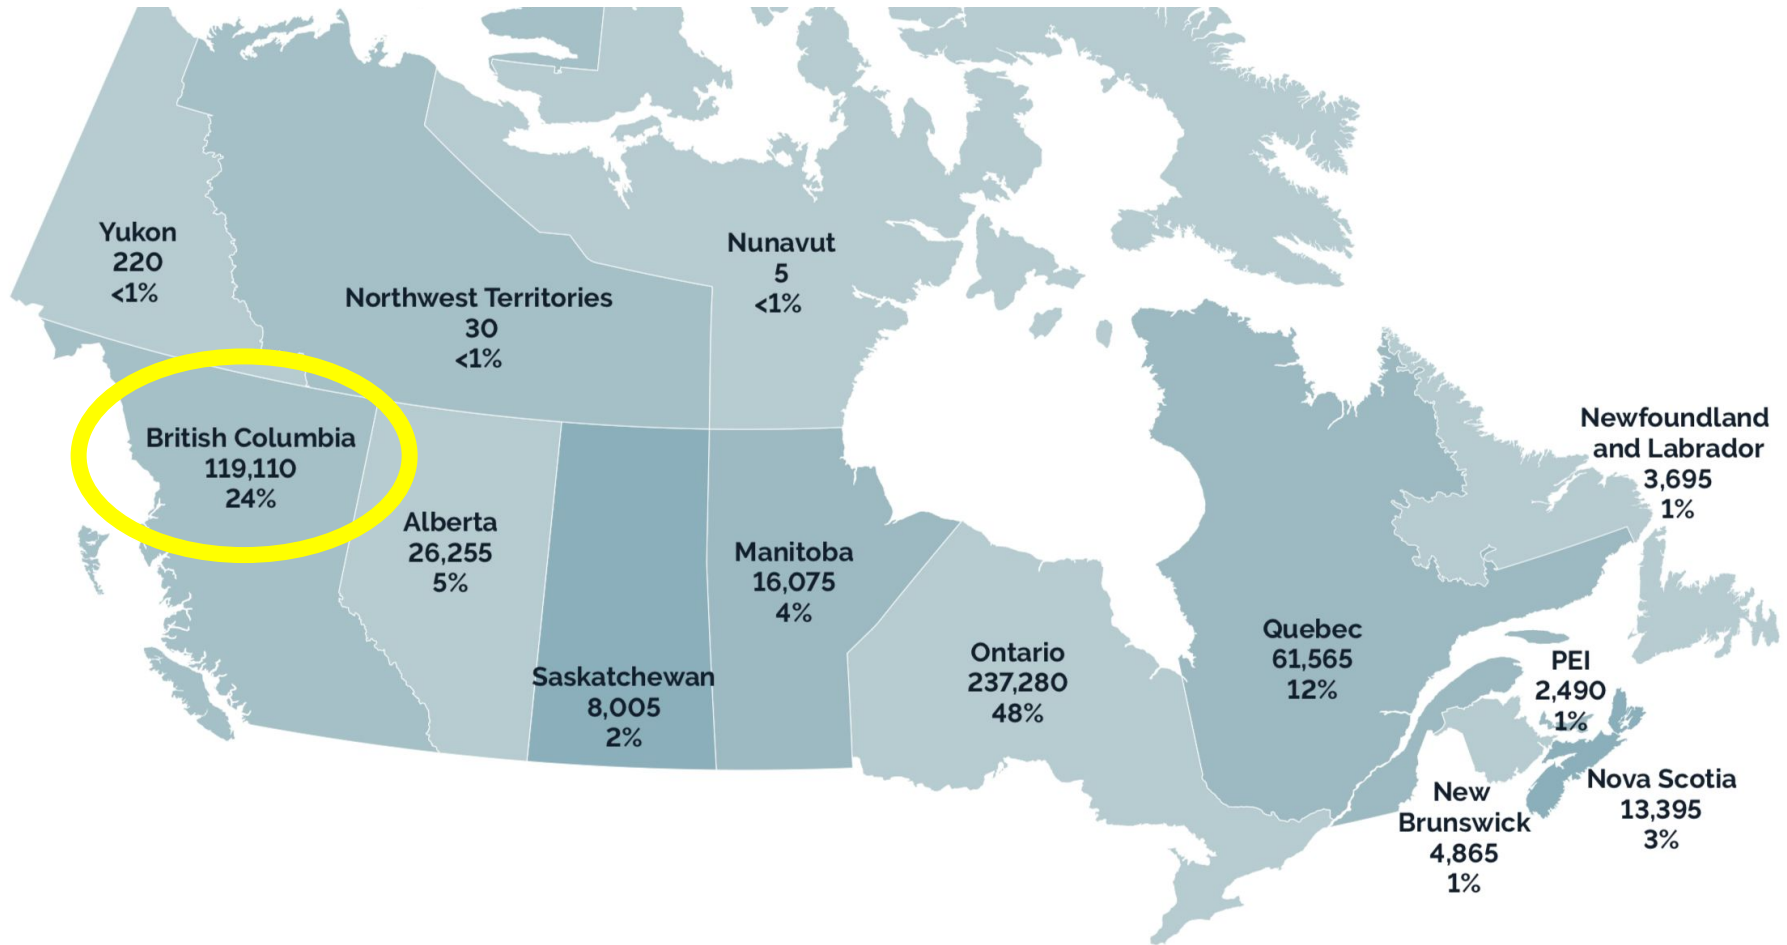 Yukon
220
<1%
Northwest Territories
30
<1%
Nunavut
5
<1%
British Columbia
119,110
24%
Alberta
26,255
5%
Saskatchewan
8,005
2%
Manitoba
16,075
4%
Ontario
237,280
48%
Quebec
61,565
12%
Newfoundland
and Labrador
3,695
1%
PEI
2,490
1%
New
Brunswick
4,865
1%
Nova Scotia
13,395
3%